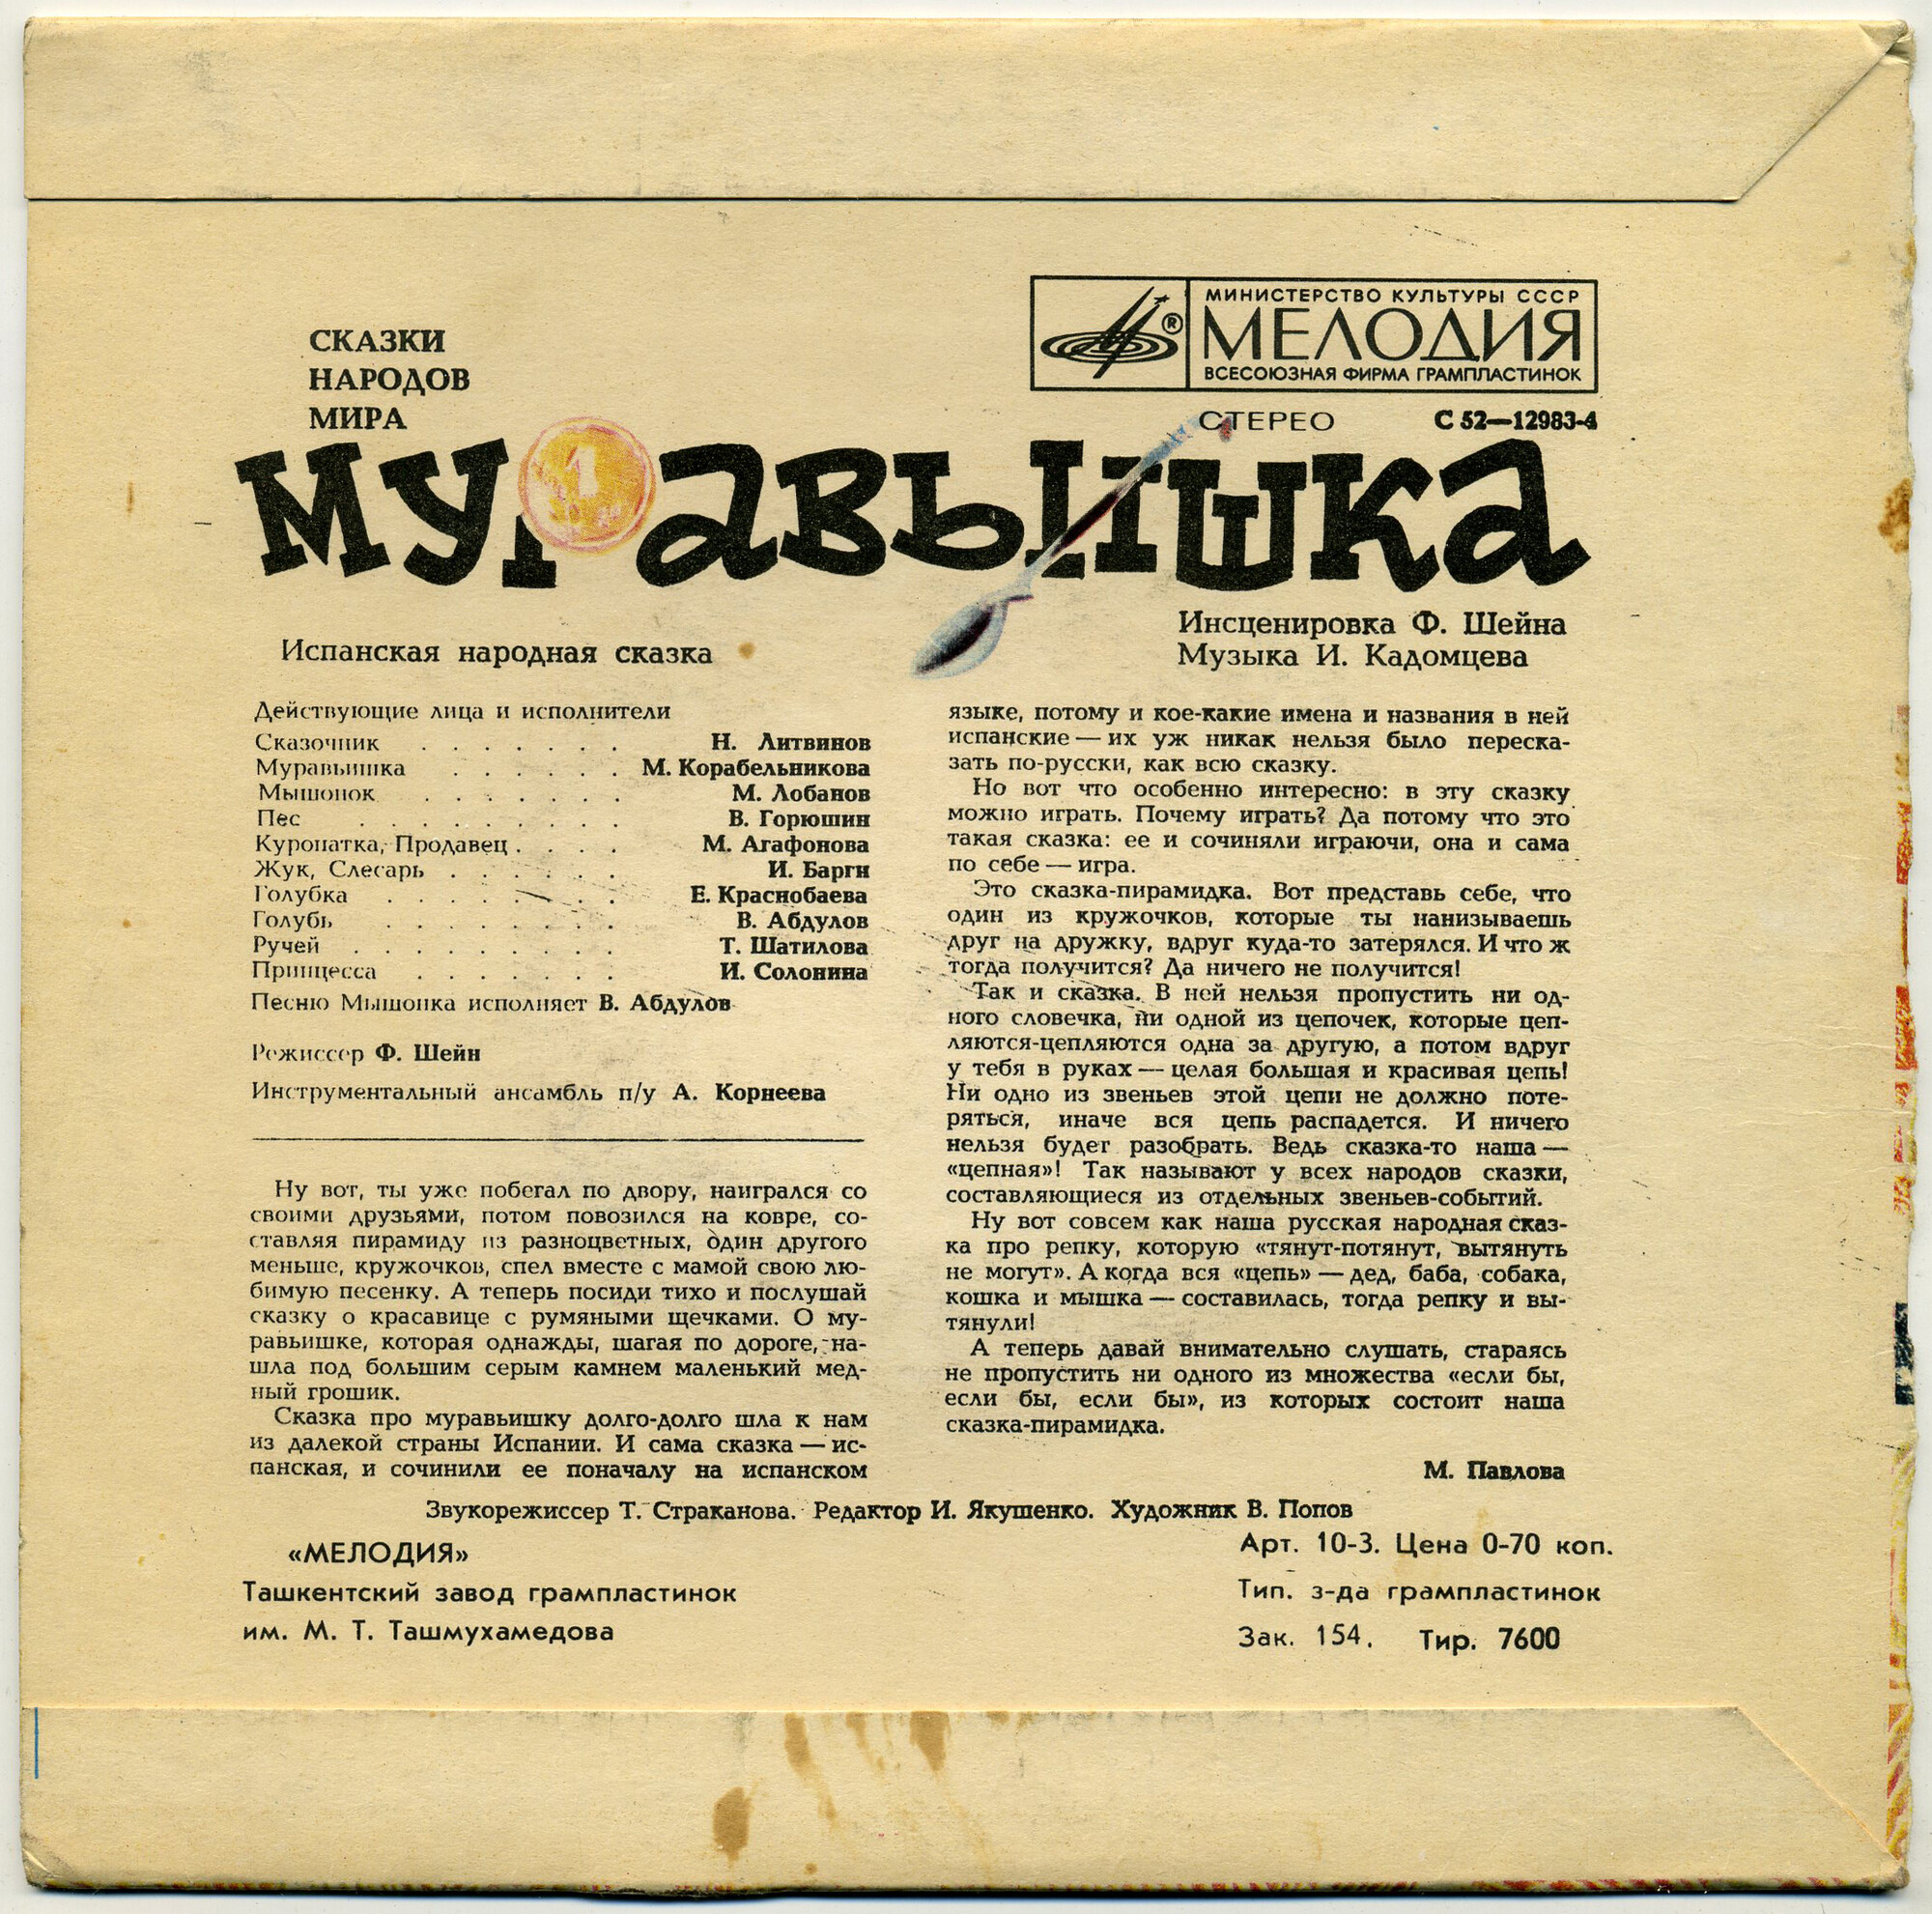 МИНИСТЕРСТВО КУЛЬТУРЫ СССР
МЕЛОДИЯ
®
ВСЕСОЮЗНАЯ ФИРМА ГРАМПЛАСТИНОК
СТЕРЕО С 52—12983-4
СКАЗКИ
НАРОДОВ
МИРА
МУРАВЬИШКА
1
Испанская народная сказка
Инсценировка Ф. Шейна
Музыка И. Кадомцева
Действующие лица и исполнители
Сказочник . . . . . . . Н. Литвинов
Муравьишка . . . . . . М. Корабельникова
Мышонок . . . . . . . М. Лобанов
Пес . . . . . . . . . В. Горюшин
Куропатка, Продавец . . . . М. Агафонова
Жук, Слесарь . . . . . . И. Барги
Голубка . . . . . . . . Е. Краснобаева
Голубь . . . . . . . . В. Абдулов
Ручей . . . . . . . . . Т. Шатилова
Принцесса . . . . . . . И. Солонина
Песню Мышонка исполняет В. Абдулов
Режиссер Ф. Шейн
Инструментальный ансамбль п/у А. Корнеева
Ну вот, ты уже побегал по двору, наигрался со
своими друзьями, потом повозился на ковре, со-
ставляя пирамиду из разноцветных, один другого
меньше, кружочков, спел вместе с мамой свою лю-
бимую песенку. А теперь посиди тихо и послушай
сказку о красавице с румяными щечками. О му-
равьишке, которая однажды, шагая по дороге, на-
шла под большим серым камнем маленький мед-
ный грошик.
Сказка про муравьишку долго-долго шла к нам
из далекой страны Испании. И сама сказка — ис-
панская, и сочинили ее поначалу на испанском
языке, потому и кое-какие имена и названия в ней
испанские — их уж никак нельзя было переска-
зать по-русски, как всю сказку.
Но вот что особенно интересно: в эту сказку
можно играть. Почему играть? Да потому что это
такая сказка: ее и сочиняли играючи, она и сама
по себе — игра.
Это сказка-пирамидка. Вот представь себе, что
один из кружочков, которые ты нанизываешь
друг на дружку, вдруг куда-то затерялся. И что ж
тогда получится? Да ничего не получится!
Так и сказка. В ней нельзя пропустить ни од-
ного словечка, ни одной из цепочек, которые цеп-
ляются-цепляются одна за другую, а потом вдруг
у тебя в руках — целая большая и красивая цепь!
Ни одно из звеньев этой цепи не должно поте-
ряться, иначе вся цепь распадется. И ничего
нельзя будет разобрать. Ведь сказка-то наша —
«цепная»! Так называют у всех народов сказки,
составляющиеся из отдельных звеньев-событий.
Ну вот совсем как наша русская народная сказ-
ка про репку, которую «тянут-потянут, вытянуть
не могут». А когда вся «цепь» — дед, баба, собака,
кошка и мышка — составилась, тогда репку и вы-
тянули!
А теперь давай внимательно слушать, стараясь
не пропустить ни одного из множества «если бы,
если бы, если бы», из которых состоит наша
сказка-пирамидка.
М. Павлова
Звукорежиссер Т. Страканова. Редактор И. Якушенко. Художник В. Попов
«МЕЛОДИЯ»
Ташкентский завод грампластинок
им. М. Т. Ташмухамедова
Арт. 10-3. Цена 0-70 коп.
Тип. з-да грампластинок
Зак. 154. Тир. 7600